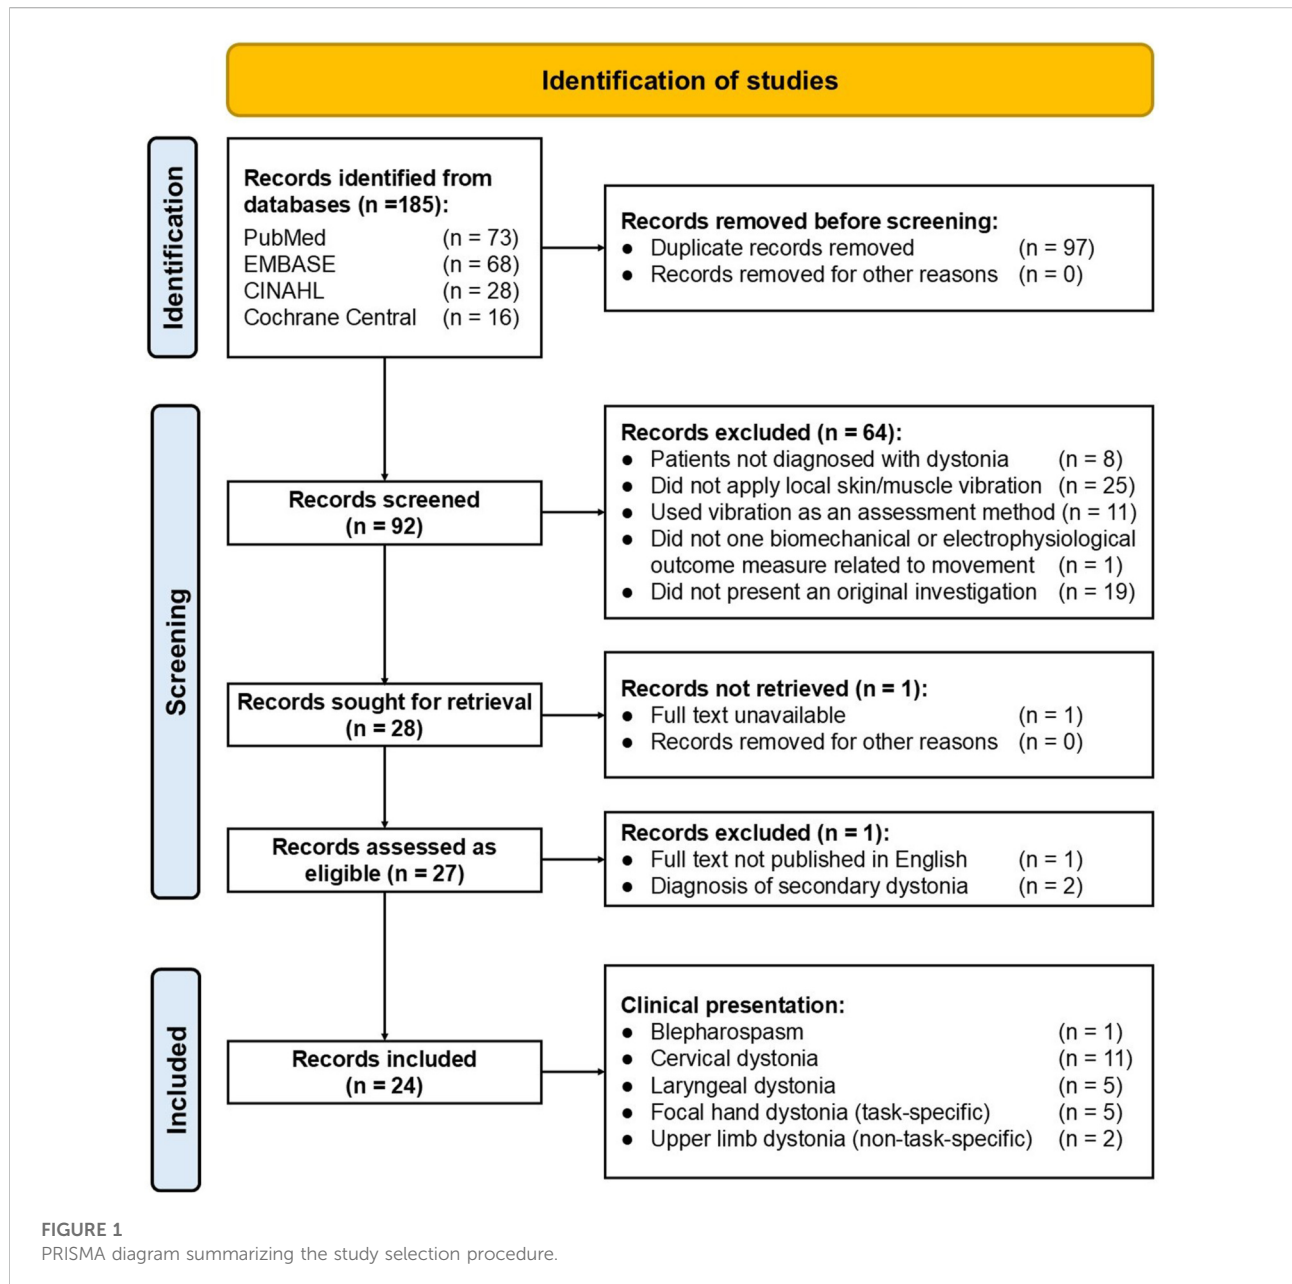 Identification of studies
Identification
Records identified from
databases (n =185):
PubMed (n = 73)
EMBASE (n = 68)
CINAHL (n = 28)
Cochrane Central (n = 16)
Records removed before screening:
● Duplicate records removed (n = 97)
● Records removed for other reasons (n = 0)
Screening
Records screened
(n = 92)
Records excluded (n = 64):
● Patients not diagnosed with dystonia (n = 8)
● Did not apply local skin/muscle vibration (n = 25)
● Used vibration as an assessment method (n = 11)
● Did not one biomechanical or electrophysiological
outcome measure related to movement (n = 1)
● Did not present an original investigation (n = 19)
Records sought for retrieval
(n = 28)
Records not retrieved (n = 1):
● Full text unavailable (n = 1)
● Records removed for other reasons (n = 0)
Records assessed as
eligible (n = 27)
Records excluded (n = 1):
● Full text not published in English (n = 1)
● Diagnosis of secondary dystonia (n = 2)
Included
Records included
(n = 24)
Clinical presentation:
● Blepharospasm (n = 1)
● Cervical dystonia (n = 11)
● Laryngeal dystonia (n = 5)
● Focal hand dystonia (task-specific) (n = 5)
● Upper limb dystonia (non-task-specific) (n = 2)
FIGURE 1
PRISMA diagram summarizing the study selection procedure.